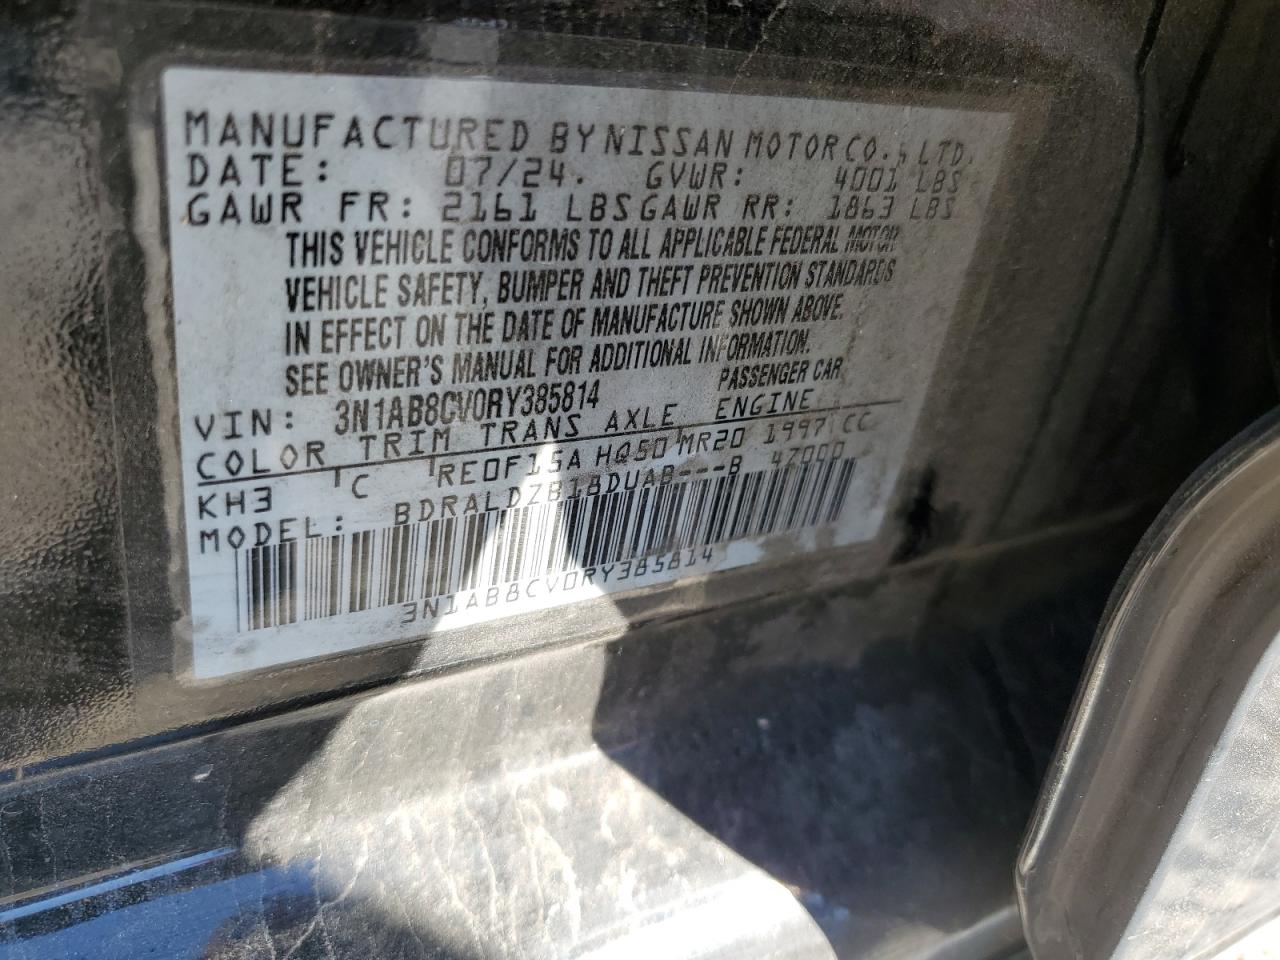 MANUFACTURED BY NISSAN MOTOR CO., LTD.
DATE: 07/24. GVWR: 4001 LBS
GAWR FR: 2161 LBS GAWR RR: 1863 LBS
THIS VEHICLE CONFORMS TO ALL APPLICABLE FEDERAL MOTOR
VEHICLE SAFETY, BUMPER AND THEFT PREVENTION STANDARDS
IN EFFECT ON THE DATE OF MANUFACTURE SHOWN ABOVE.
SEE OWNER'S MANUAL FOR ADDITIONAL INFORMATION.
VIN: 3N1AB8CV0RY385814 PASSENGER CAR
COLOR TRIM TRANS AXLE ENGINE
KH3 C RE0F15A HQ50 MR20 1997 CC
MODEL: BDRALDZB18DUAB---B 47000
3N1AB8CV0RY385814